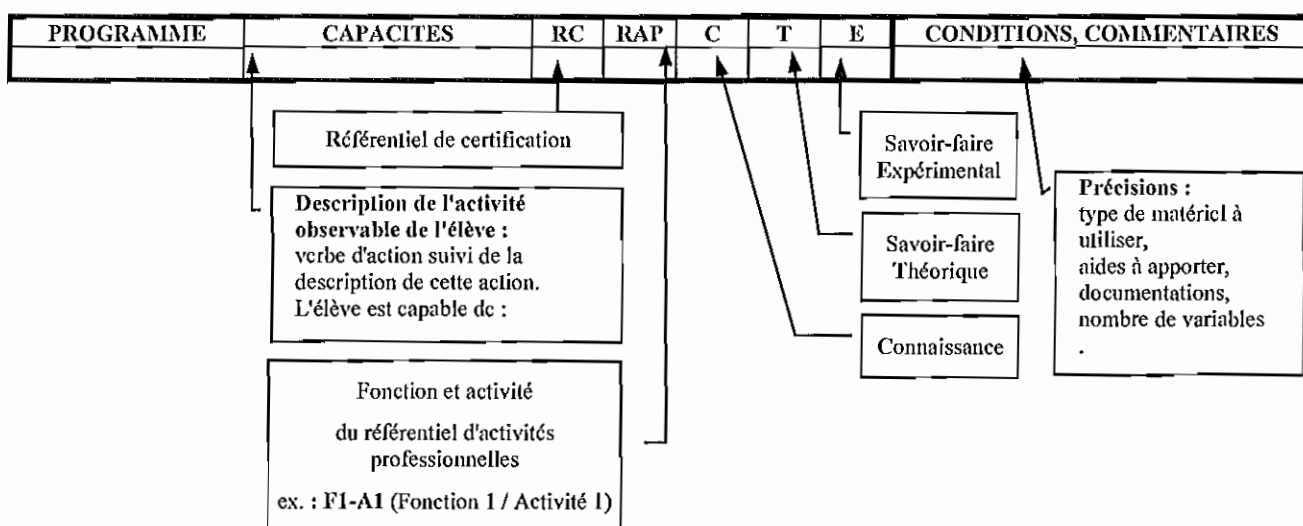 PROGRAMME CAPACITES RC RAP C T E CONDITIONS, COMMENTAIRES
Référentiel de certification
Description de l'activité
observable de l'élève :
verbe d'action suivi de la
description de cette action.
L'élève est capable de :
Fonction et activité
du référentiel d'activités
professionnelles
ex. : F1-A1 (Fonction 1 / Activité 1)
Savoir-faire
Expérimental
Savoir-faire
Théorique
Connaissance
Précisions :
type de matériel à
utiliser,
aides à apporter,
documentations,
nombre de variables
.